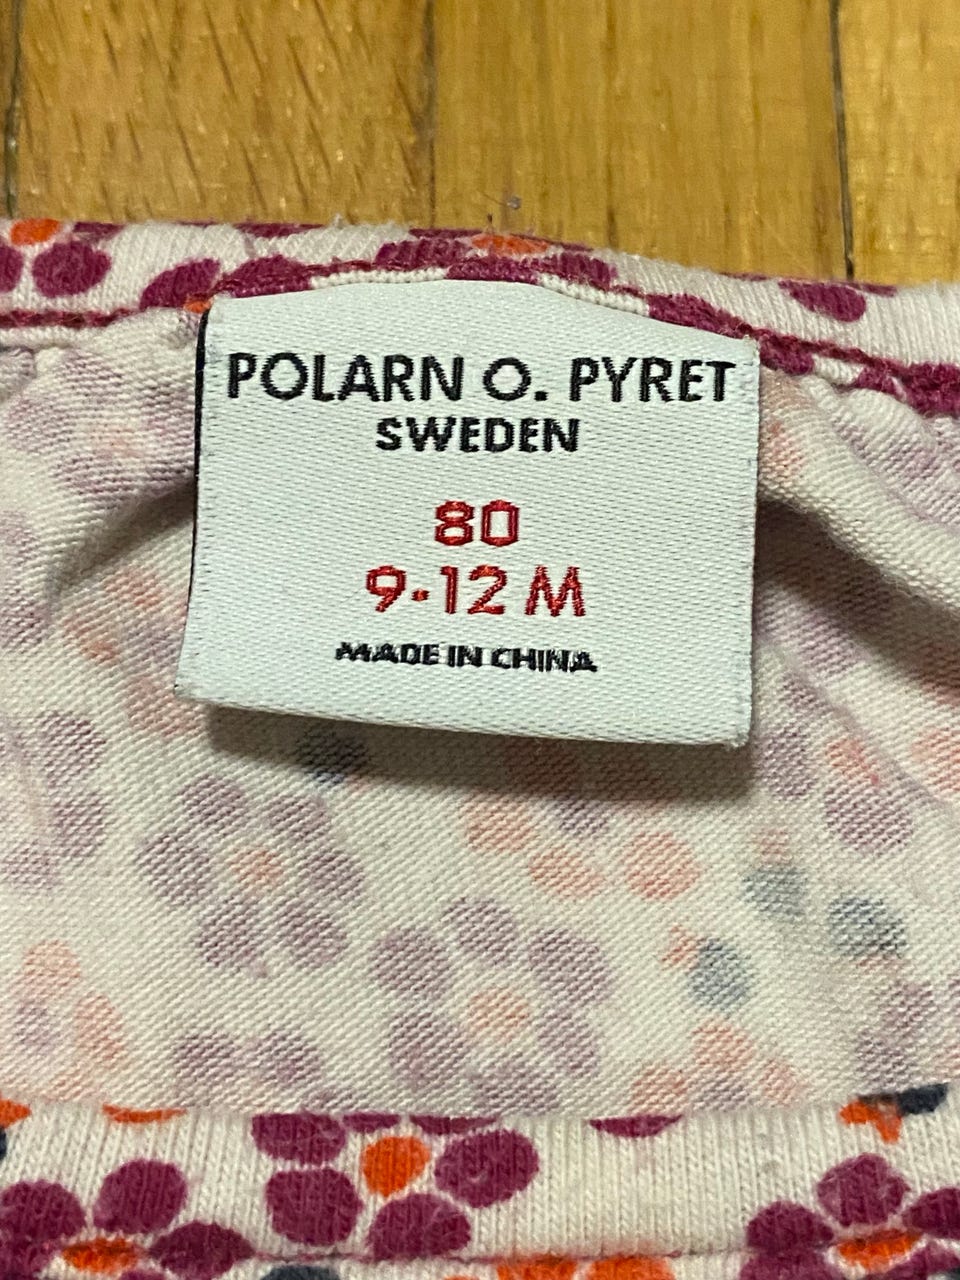 POLARN O. PYRET
SWEDEN
80
9-12 M
MADE IN CHINA